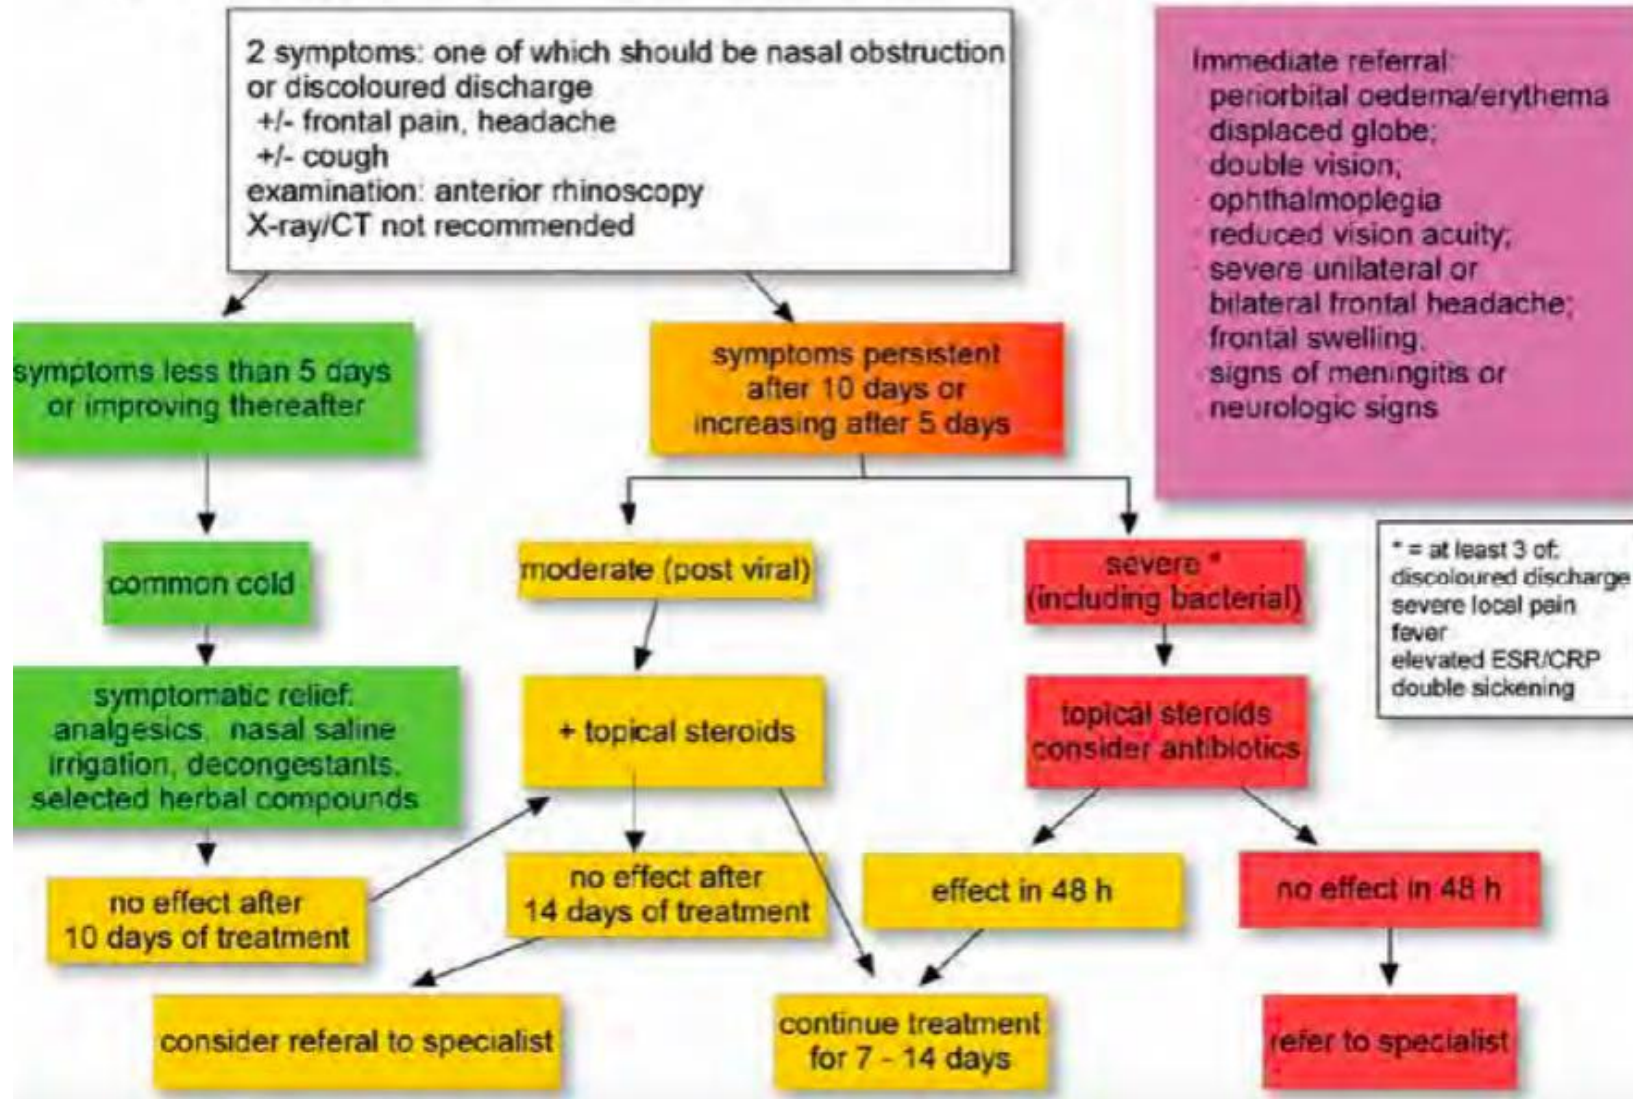 2 symptoms: one of which should be nasal obstruction
or discoloured discharge
+/- frontal pain, headache
+/- cough
examination: anterior rhinoscopy
X-ray/CT not recommended
Immediate referral:
periorbital oedema/erythema
displaced globe;
double vision;
ophthalmoplegia
reduced vision acuity;
severe unilateral or
bilateral frontal headache;
frontal swelling;
signs of meningitis or
neurologic signs
symptoms less than 5 days
or improving thereafter
symptoms persistent
after 10 days or
increasing after 5 days
common cold
moderate (post viral)
severe *
(including bacterial)
* = at least 3 of:
discoloured discharge
severe local pain
fever
elevated ESR/CRP
double sickening
symptomatic relief:
analgesics, nasal saline
irrigation, decongestants,
selected herbal compounds
+ topical steroids
topical steroids
consider antibiotics
no effect after
10 days of treatment
no effect after
14 days of treatment
effect in 48 h
no effect in 48 h
consider referal to specialist
continue treatment
for 7 - 14 days
refer to specialist